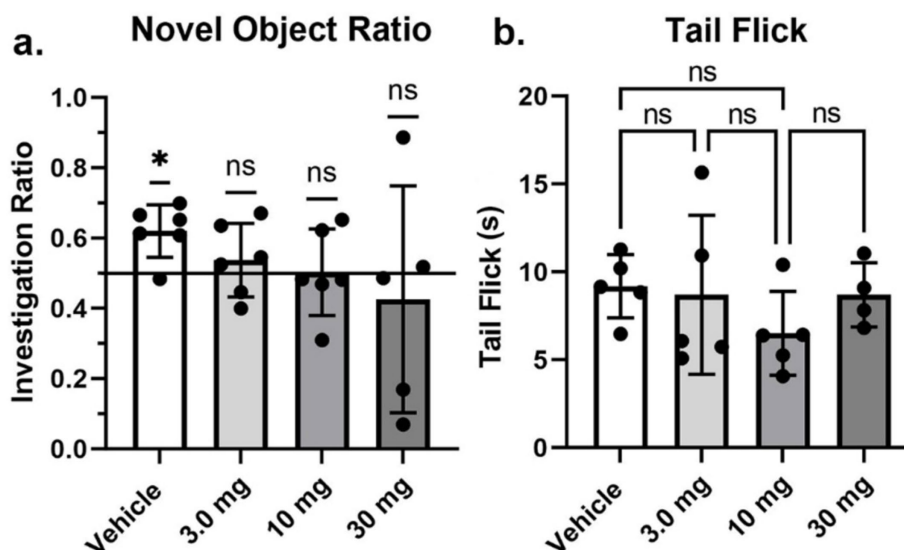 a.
Novel Object Ratio
Investigation Ratio
1.0
0.8
0.6
0.4
0.2
0.0
*
ns
ns
ns
Vehicle
3.0 mg
10 mg
30 mg
b.
Tail Flick
Tail Flick (s)
20
15
10
5
0
ns
ns
ns
ns
Vehicle
3.0 mg
10 mg
30 mg